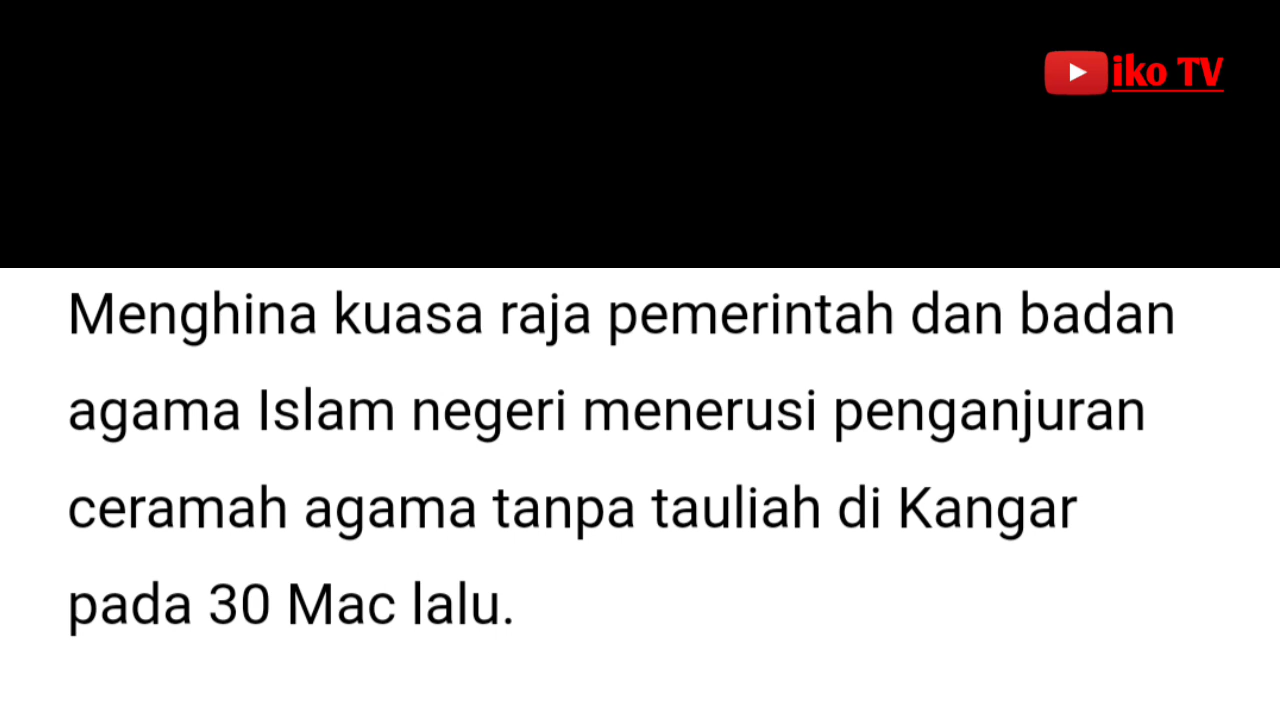 iko TV
Menghina kuasa raja pemerintah dan badan
agama Islam negeri menerusi penganjuran
ceramah agama tanpa tauliah di Kangar
pada 30 Mac lalu.